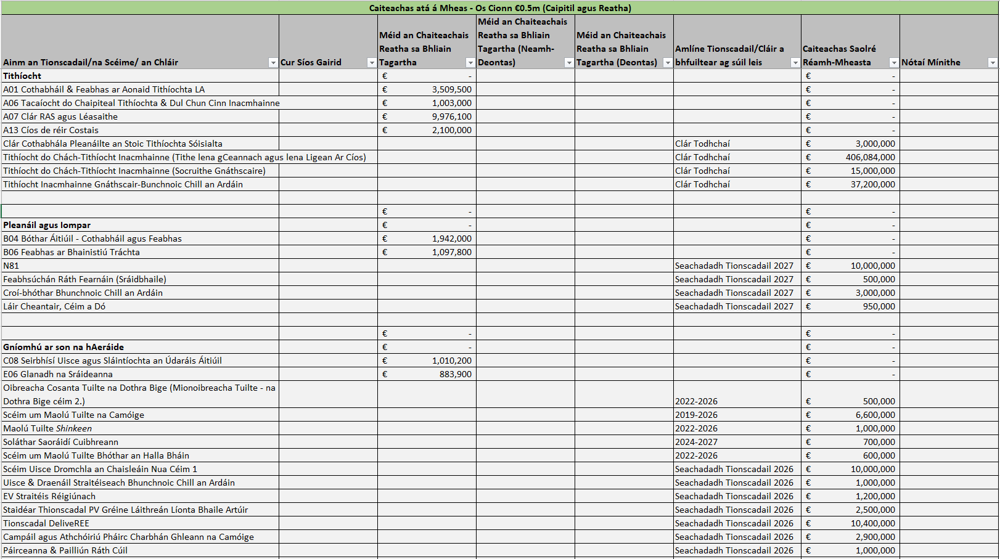 Caiteachas atá á Mheas - Os Cionn €0.5m (Caipitil agus Reatha)
Ainm an Tionscadail/na Scéime/ an Chláir Cur Síos Gairid Méid an Chaiteachais Reatha sa Bhliain Tagartha Méid an Chaiteachais Reatha sa Bhliain Tagartha (Neamh-Deontas) Méid an Chaiteachais Reatha sa Bhliain Tagartha (Deontas) Amlíne Tionscadail/Cláir a bhfuiltear ag súil leis Caiteachas Saolré Réamh-Mheasta Nótaí Mínithe
Tithíocht € - € -
A01 Cothabháil & Feabhas ar Aonaid Tithíochta LA € 3,509,500 € -
A06 Tacaíocht do Chaipiteal Tithíochta & Dul Chun Cinn Inacmhainne € 1,003,000 € -
A07 Clár RAS agus Léasaithe € 9,976,100 € -
A13 Cíos de réir Costais € 2,100,000 € -
Clár Cothabhála Pleanáilte an Stoic Tithíochta Sóisialta Clár Todhchaí € 3,000,000
Tithíocht do Chách-Tithíocht Inacmhainne (Tithe lena gCeannach agus lena Ligean Ar Cíos) Clár Todhchaí € 406,084,000
Tithíocht do Chách-Tithíocht Inacmhainne (Socruithe Gnáthscaire) Clár Todhchaí € 15,000,000
Tithíocht Inacmhainne Gnáthscair-Bunchnoic Chill an Ardáin Clár Todhchaí € 37,200,000
€ - € -
Pleanáil agus Iompar € - € -
B04 Bóthar Áitiúil - Cothabháil agus Feabhas € 1,942,000 € -
B06 Feabhas ar Bhainistiú Tráchta € 1,097,800 € -
N81 Seachadadh Tionscadail 2027 € 10,000,000
Feabhsúchán Ráth Fearnáin (Sráidbhaile) Seachadadh Tionscadail 2027 € 500,000
Croí-bhóthar Bhunchnoic Chill an Ardáin Seachadadh Tionscadail 2027 € 3,000,000
Láir Cheantair, Céim a Dó Seachadadh Tionscadail 2027 € 950,000
€ - € -
Gníomhú ar son na hAeráide € - € -
C08 Seirbhísí Uisce agus Sláintíochta an Údaráis Áitiúil € 1,010,200 € -
E06 Glanadh na Sráideanna € 883,900 € -
Oibreacha Cosanta Tuilte na Dothra Bige (Mionoibreacha Tuilte - na
Dothra Bige céim 2.) 2022-2026 € 500,000
Scéim um Maolú Tuilte na Camóige 2019-2026 € 6,600,000
Maolú Tuilte Shinkeen 2022-2026 € 1,000,000
Soláthar Saoráidí Cuibhreann 2024-2027 € 700,000
Scéim um Maolú Tuilte Bhóthar an Halla Bháin 2022-2026 € 600,000
Scéim Uisce Dromchla an Chaisleáin Nua Céim 1 Seachadadh Tionscadail 2026 € 10,000,000
Uisce & Draenáil Straitéiseach Bhunchnoic Chill an Ardáin Seachadadh Tionscadail 2026 € 1,000,000
EV Straitéis Réigiúnach Seachadadh Tionscadail 2026 € 1,200,000
Staidéar Thionscadal PV Gréine Láithreán Líonta Bhaile Artúir Seachadadh Tionscadail 2026 € 2,500,000
Tionscadal DeliveREE Seachadadh Tionscadail 2026 € 10,400,000
Campáil agus Athchóiriú Pháirc Charbhán Ghleann na Camóige Seachadadh Tionscadail 2026 € 2,900,000
Páirceanna & Pailliún Ráth Cúil Seachadadh Tionscadail 2026 € 1,000,000